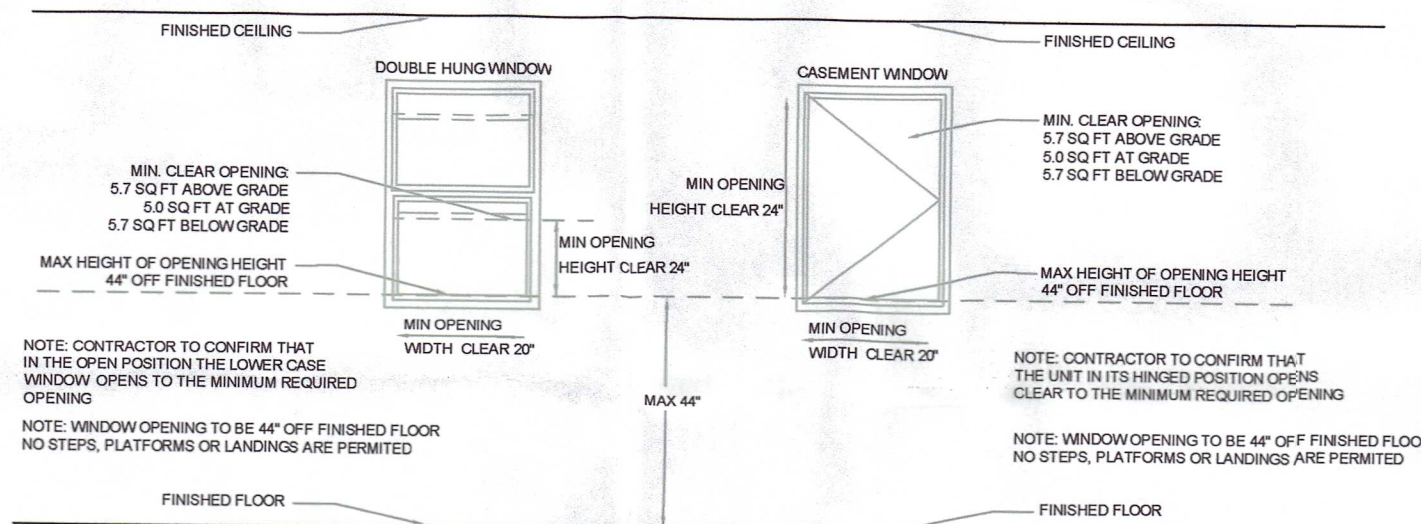 FINISHED CEILING
FINISHED CEILING
DOUBLE HUNG WINDOW
MIN. CLEAR OPENING:
5.7 SQ FT ABOVE GRADE
5.0 SQ FT AT GRADE
5.7 SQ FT BELOW GRADE
MIN OPENING
HEIGHT CLEAR 24"
MAX HEIGHT OF OPENING HEIGHT
44" OFF FINISHED FLOOR
MIN OPENING
WIDTH CLEAR 20"
NOTE: CONTRACTOR TO CONFIRM THAT
IN THE OPEN POSITION THE LOWER CASE
WINDOW OPENS TO THE MINIMUM REQUIRED
OPENING
NOTE: WINDOW OPENING TO BE 44" OFF FINISHED FLOOR
NO STEPS, PLATFORMS OR LANDINGS ARE PERMITED
MAX 44"
FINISHED FLOOR
CASEMENT WINDOW
MIN. CLEAR OPENING:
5.7 SQ FT ABOVE GRADE
5.0 SQ FT AT GRADE
5.7 SQ FT BELOW GRADE
MIN OPENING
HEIGHT CLEAR 24"
MAX HEIGHT OF OPENING HEIGHT
44" OFF FINISHED FLOOR
MIN OPENING
WIDTH CLEAR 20"
NOTE: CONTRACTOR TO CONFIRM THAT
THE UNIT IN ITS HINGED POSITION OPENS
CLEAR TO THE MINIMUM REQUIRED OPENING
NOTE: WINDOW OPENING TO BE 44" OFF FINISHED FLOO
NO STEPS, PLATFORMS OR LANDINGS ARE PERMITED
FINISHED FLOOR